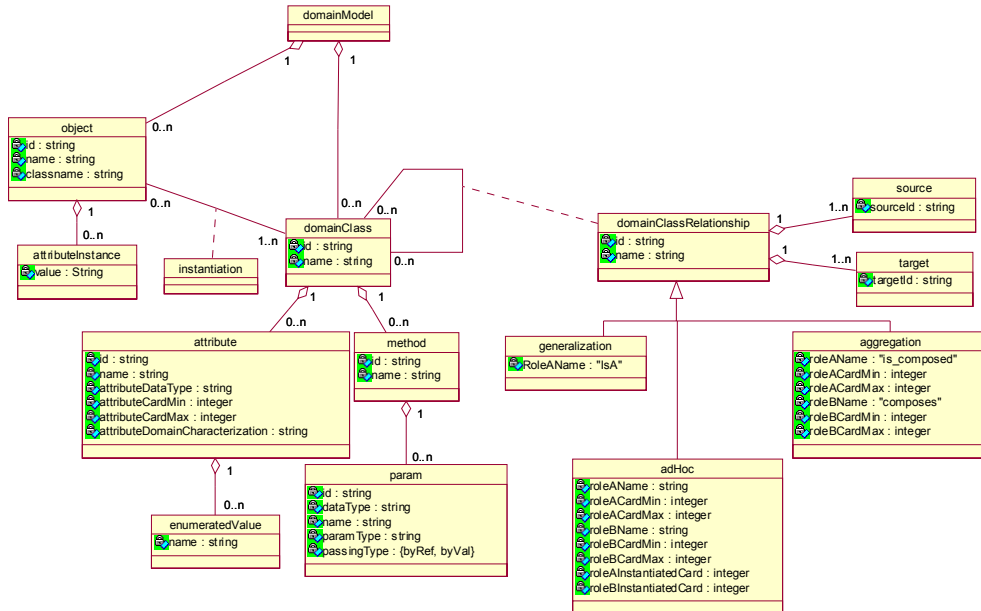 domainModel
1
1
0..n
object
id : string
name : string
classname : string
0..n
1
0..n
attributeInstance
value : String
instantiation
0..n
0..n
1..n
domainClass
id : string
name : string
0..n
1
1
0..n
0..n
domainClassRelationship
id : string
name : string
1
1..n
source
sourceId : string
1
1..n
target
targetId : string
attribute
id : string
name : string
attributeDataType : string
attributeCardMin : integer
attributeCardMax : integer
attributeDomainCharacterization : string
1
0..n
enumeratedValue
name : string
method
id : string
name : string
1
0..n
param
id : string
dataType : string
name : string
paramType : string
passingType : {byRef, byVal}
generalization
RoleAName : "IsA"
aggregation
roleAName : "is_composed"
roleACardMin : integer
roleACardMax : integer
roleBName : "composes"
roleBCardMin : integer
roleBCardMax : integer
adHoc
roleAName : string
roleACardMin : integer
roleACardMax : integer
roleBName : string
roleBCardMin : integer
roleBCardMax : integer
roleAInstantiatedCard : integer
roleBInstantiatedCard : integer